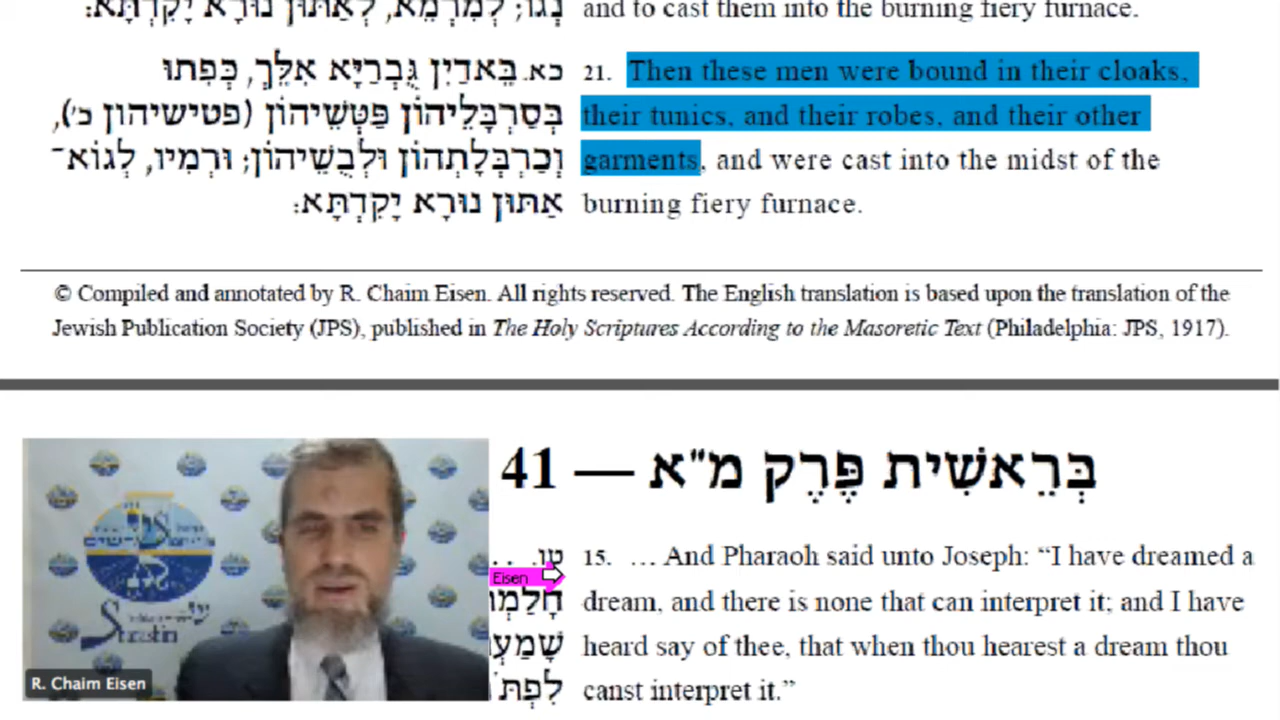 נְגוֹ; לְמִרְמֵא, לְאַתּוּן נוּרָא יָקִדְתָּא:
and to cast them into the burning fiery furnace.
כא. בֵּאדַיִן גֻּבְרַיָּא אִלֵּךְ, כְּפִתוּ
בְּסַרְבָּלֵיהוֹן פַּטְּשֵׁיהוֹן (פטישיהון כ׳),
וְכַרְבְּלָתְהוֹן וּלְבֻשֵׁיהוֹן; וּרְמִיו, לְגוֹא־
אַתּוּן נוּרָא יָקִדְתָּא:
21. Then these men were bound in their cloaks,
their tunics, and their robes, and their other
garments, and were cast into the midst of the
burning fiery furnace.
© Compiled and annotated by R. Chaim Eisen. All rights reserved. The English translation is based upon the translation of the
Jewish Publication Society (JPS), published in The Holy Scriptures According to the Masoretic Text (Philadelphia: JPS, 1917).
בְּרֵאשִׁית פֶּרֶק מ"א — 41
טו. . .
15. … And Pharaoh said unto Joseph: “I have dreamed a
dream, and there is none that can interpret it; and I have
heard say of thee, that when thou hearest a dream thou
canst interpret it.”
Eisen
Shrastin
R. Chaim Eisen